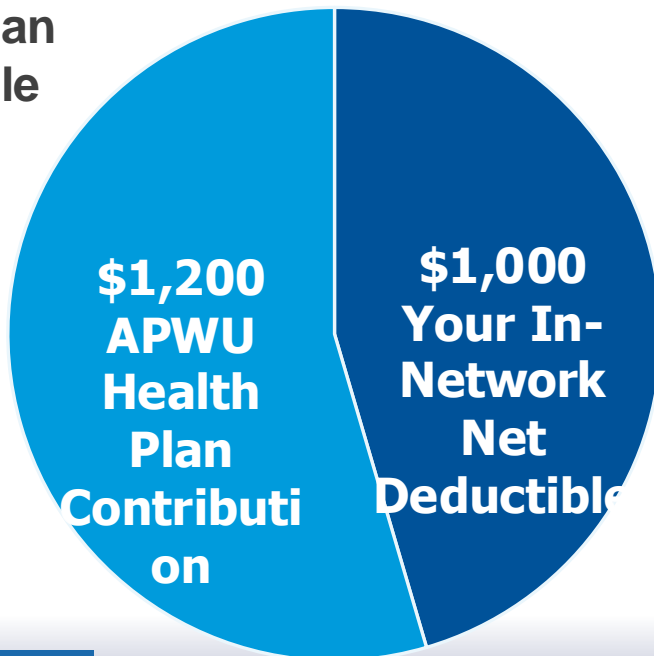 an
le
$1,200
APWU
Health
Plan
Contributi
on
$1,000
Your In-
Network
Net
Deductible